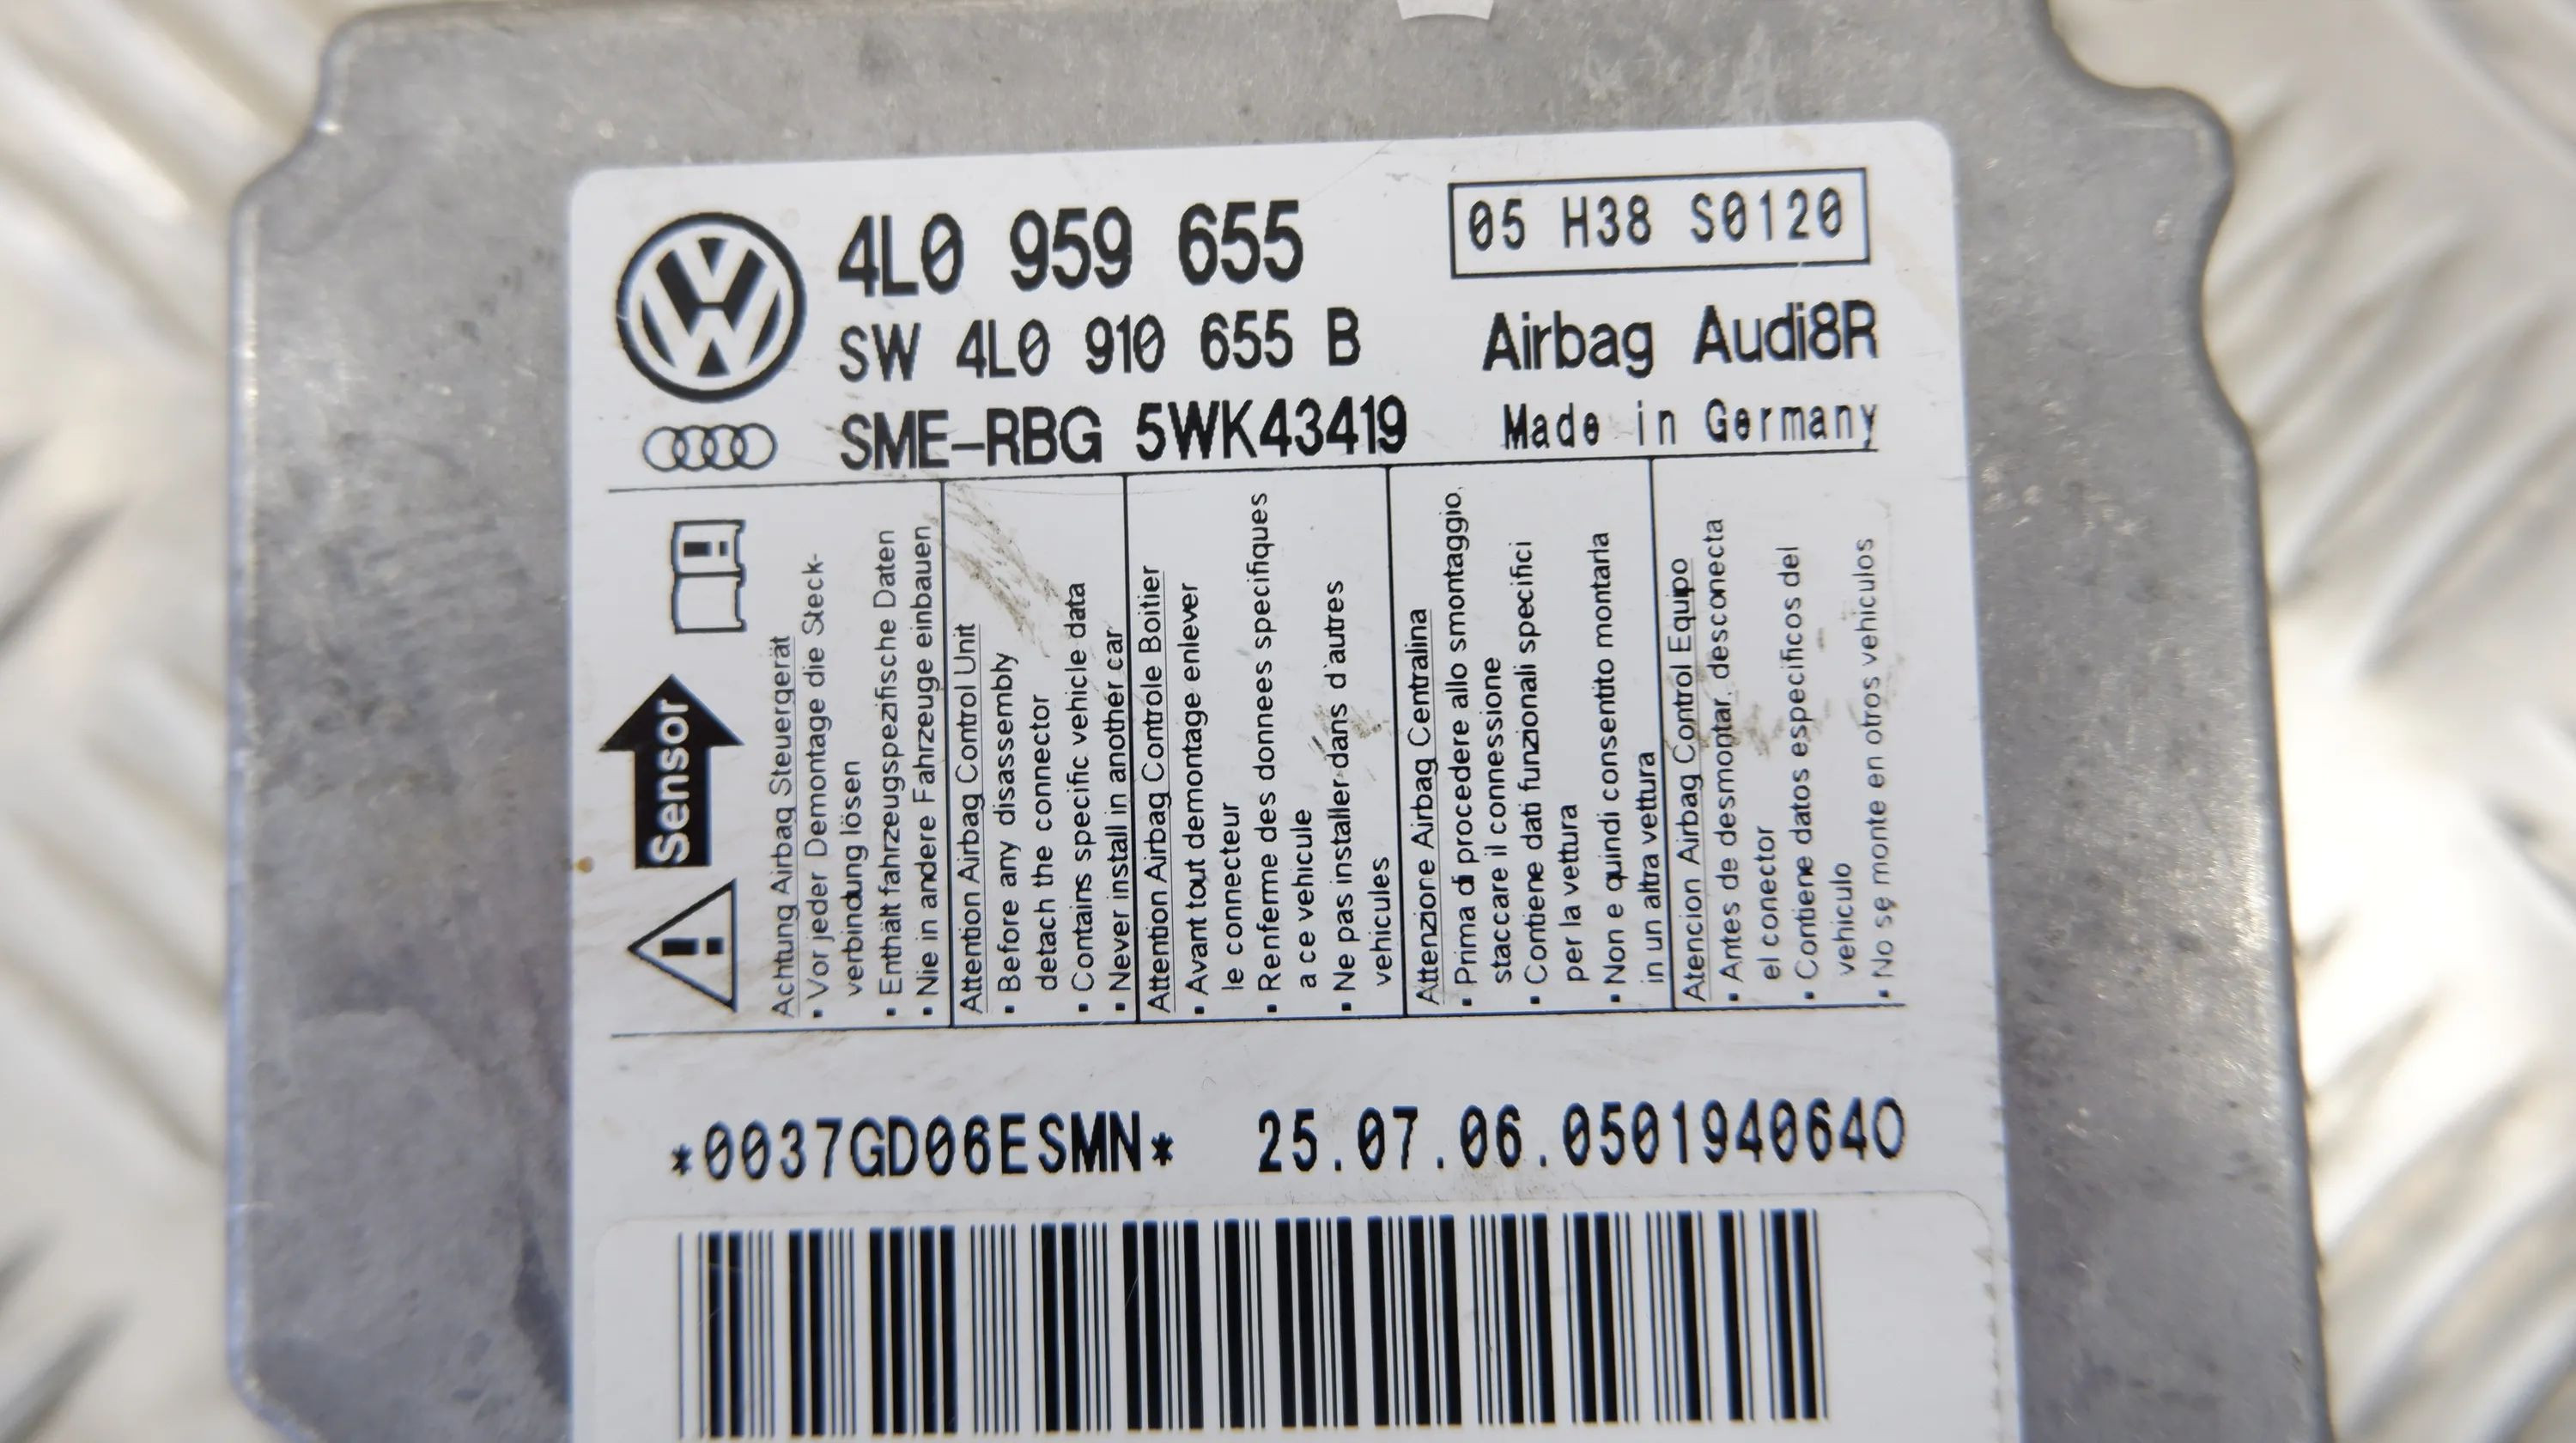 4L0 959 655
05 H38 S0120
SW 4L0 910 655 B
Airbag Audi8R
SME-RBG 5WK43419
Made in Germany
Sensor
Achtung Airbag Steuergerät
• Vor jeder Demontage die Steck-
verbindung lösen
• Enthält fahrzeugspezifische Daten
• Nie in andere Fahrzeuge einbauen
Attention Airbag Control Unit
• Before any disassembly
detach the connector
• Contains specific vehicle data
• Never install in another car
Attention Airbag Controle Boitier
• Avant tout demontage enlever
le connecteur
• Renferme des donnees specifiques
a ce vehicule
• Ne pas installer dans d'autres
vehicules
Attenzione Airbag Centralina
• Prima di procedere allo smontaggio,
staccare il connessione
• Contiene dati funzionali specifici
per la vettura
• Non e quindi consentito montarla
in un altra vettura
Atencion Airbag Control Equipo
• Antes de desmontar, desconecta
el conector
• Contiene datos especificos del
vehiculo
• No se monte en otros vehiculos
*0037GD06ESMN* 25.07.06.0501940640